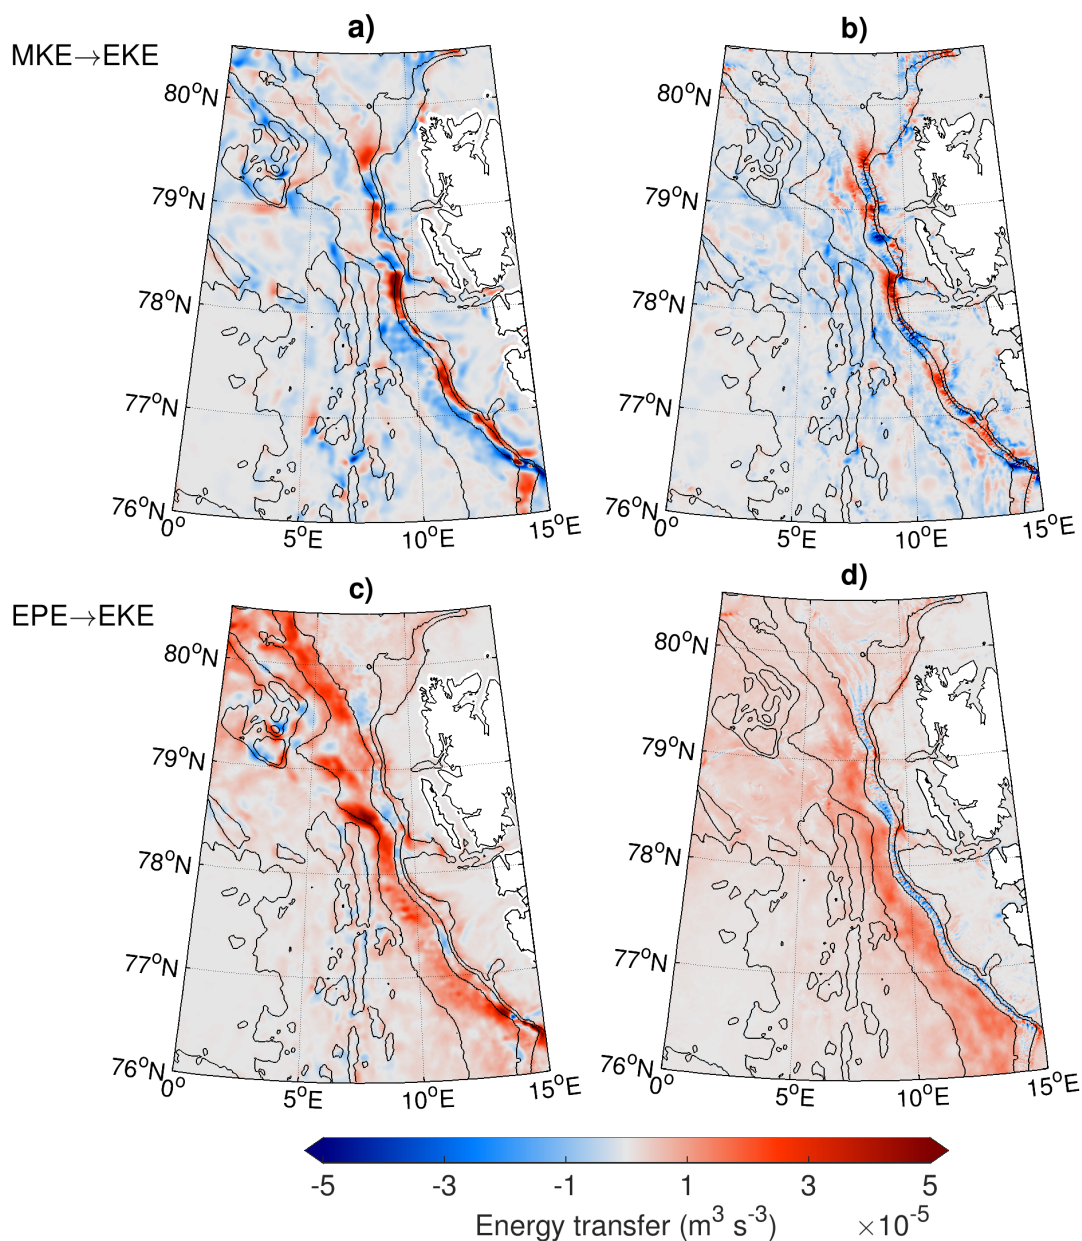 a) b)
MKE→EKE
80°N 80°N
79°N 79°N
78°N 78°N
77°N 77°N
76°N 76°N
0° 5°E 10°E 15°E 0° 5°E 10°E 15°E
c) d)
EPE→EKE
80°N 80°N
79°N 79°N
78°N 78°N
77°N 77°N
76°N 76°N
0° 5°E 10°E 15°E 0° 5°E 10°E 15°E
-5 -3 -1 1 3 5
Energy transfer (m³ s⁻³) ×10⁻⁵